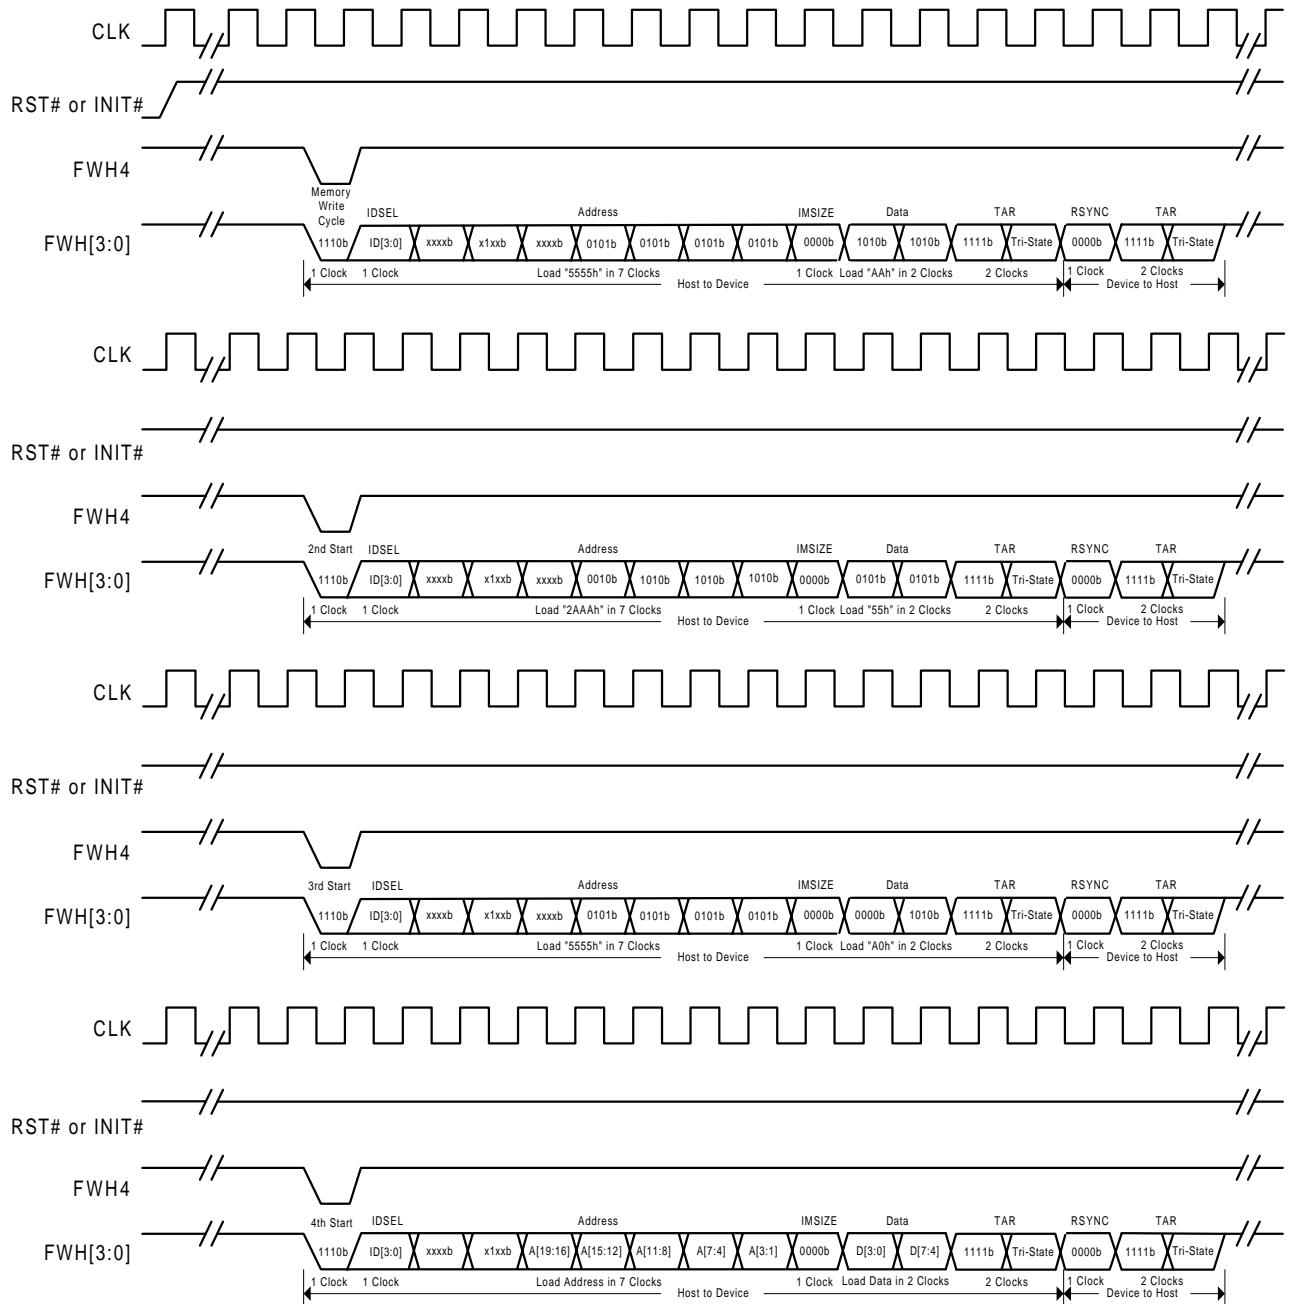 CLK
RST# or INIT#
FWH4
Memory
Write
Cycle
IDSEL Address IMSIZE Data TAR RSYNC TAR
FWH[3:0] 1110b ID[3:0] xxxxb x1xxb xxxxb 0101b 0101b 0101b 0101b 0000b 1010b 1010b 1111b Tri-State 0000b 1111b Tri-State
1 Clock 1 Clock Load "5555h" in 7 Clocks 1 Clock Load "AAh" in 2 Clocks 2 Clocks 1 Clock 2 Clocks
Host to Device Device to Host
CLK
RST# or INIT#
FWH4
2nd Start IDSEL Address IMSIZE Data TAR RSYNC TAR
FWH[3:0] 1110b ID[3:0] xxxxb x1xxb xxxxb 0010b 1010b 1010b 1010b 0000b 0101b 0101b 1111b Tri-State 0000b 1111b Tri-State
1 Clock 1 Clock Load "2AAAh" in 7 Clocks 1 Clock Load "55h" in 2 Clocks 2 Clocks 1 Clock 2 Clocks
Host to Device Device to Host
CLK
RST# or INIT#
FWH4
3rd Start IDSEL Address IMSIZE Data TAR RSYNC TAR
FWH[3:0] 1110b ID[3:0] xxxxb x1xxb xxxxb 0101b 0101b 0101b 0101b 0000b 0000b 1010b 1111b Tri-State 0000b 1111b Tri-State
1 Clock 1 Clock Load "5555h" in 7 Clocks 1 Clock Load "A0h" in 2 Clocks 2 Clocks 1 Clock 2 Clocks
Host to Device Device to Host
CLK
RST# or INIT#
FWH4
4th Start IDSEL Address IMSIZE Data TAR RSYNC TAR
FWH[3:0] 1110b ID[3:0] xxxxb x1xxb A[19:16] A[15:12] A[11:8] A[7:4] A[3:1] 0000b D[3:0] D[7:4] 1111b Tri-State 0000b 1111b Tri-State
1 Clock 1 Clock Load Address in 7 Clocks 1 Clock Load Data in 2 Clocks 2 Clocks 1 Clock 2 Clocks
Host to Device Device to Host